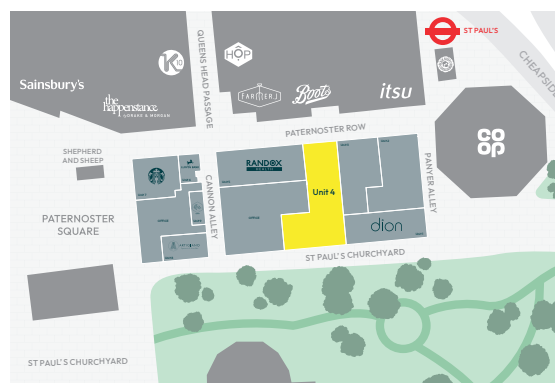 ST PAUL'S
CHEAPSIDE
QUEENS HEAD PASSAGE
K10
HOP
Sainsbury's
the
happenstance
FARMER J
Boots
itsu
co
op
PATERNOSTER ROW
SHEPHERD
AND SHEEP
RANDOX
HEALTH
Unit 4
PANYER ALLEY
CANNON ALLEY
PATERNOSTER
SQUARE
dion
ST PAUL'S CHURCHYARD
ST PAUL'S CHURCHYARD